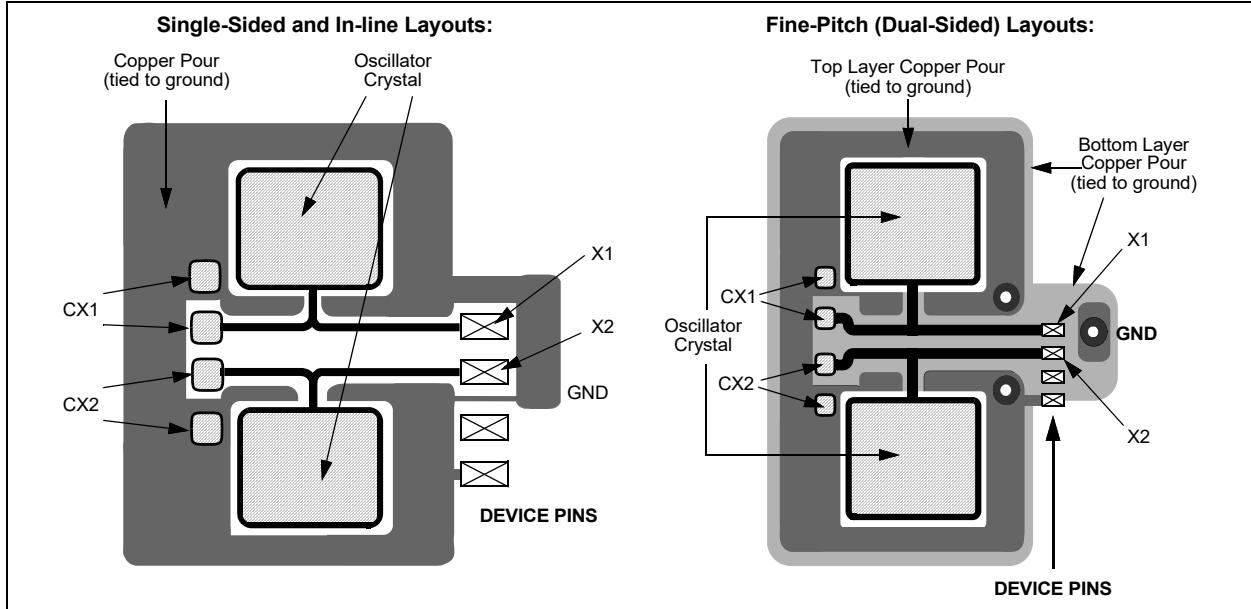 Single-Sided and In-line Layouts:
Copper Pour
(tied to ground)
Oscillator
Crystal
X1
CX1
X2
CX2
GND
DEVICE PINS
Fine-Pitch (Dual-Sided) Layouts:
Top Layer Copper Pour
(tied to ground)
Bottom Layer
Copper Pour
(tied to ground)
X1
CX1
Oscillator
Crystal
GND
CX2
X2
DEVICE PINS